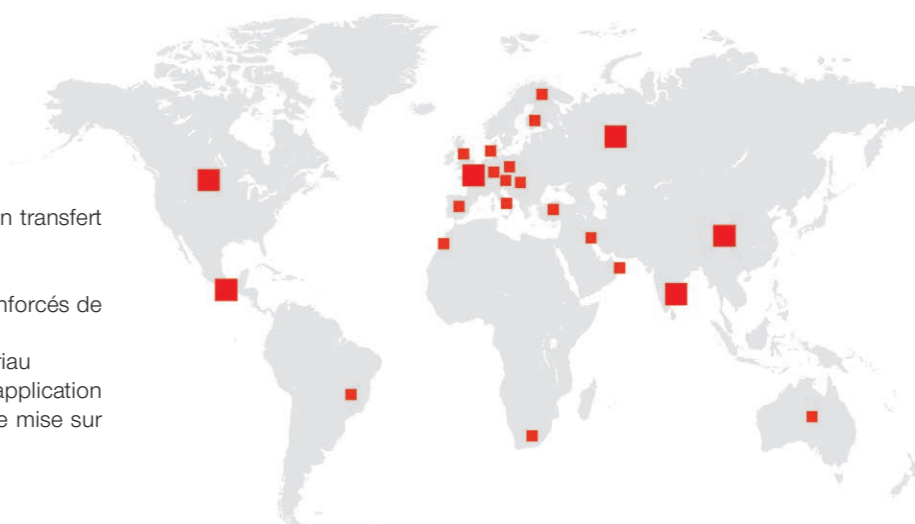 n transfert
nforcés de
riau
application
e mise sur